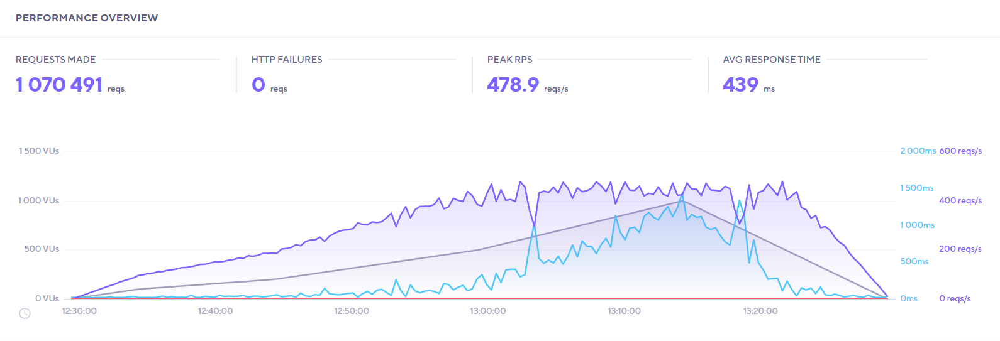 PERFORMANCE OVERVIEW
REQUESTS MADE
1 070 491 reqs
HTTP FAILURES
0 reqs
PEAK RPS
478.9 reqs/s
AVG RESPONSE TIME
439 ms
1 500 VUs
1 000 VUs
500 VUs
0 VUs
2 000ms 600 reqs/s
1 500ms
400 reqs/s
1 000ms
200 reqs/s
500ms
0ms 0 reqs/s
12:30:00 12:40:00 12:50:00 13:00:00 13:10:00 13:20:00